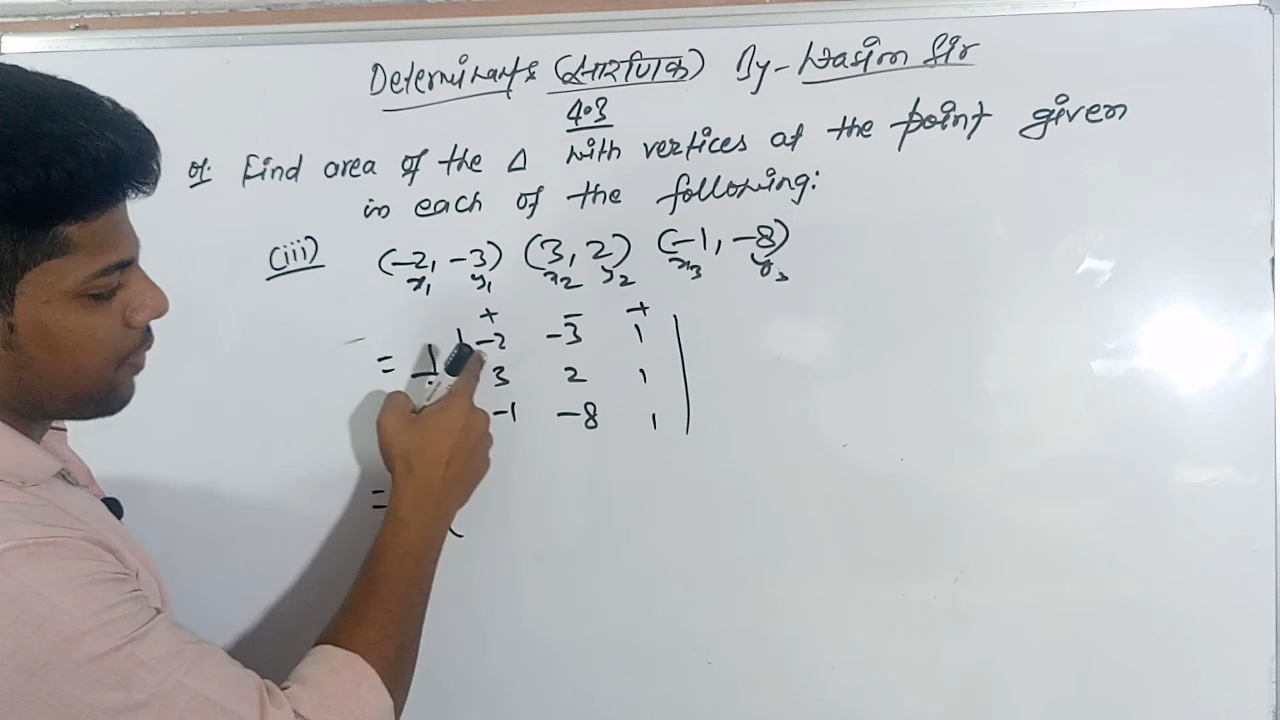 Determinants (सारणिक) By- Wasim Sir
4.3
Q. Find area of the Δ with vertices at the point given
in each of the following:
(iii) (-2, -3) (3, 2) (-1, -8)
x₁ y₁ x₂ y₂ x₃ y₃
+ - +
= 1 | -2 -3 1 |
3 2 1
-1 -8 1
= (